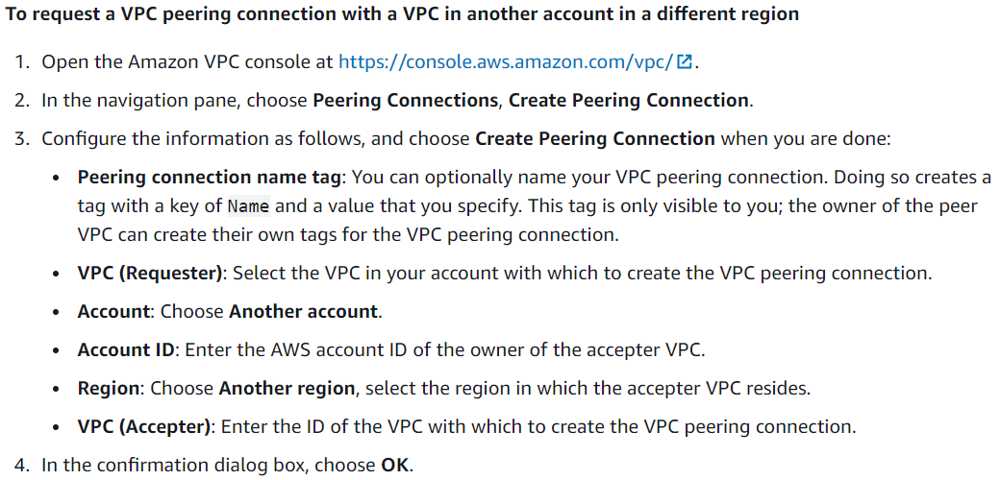 To request a VPC peering connection with a VPC in another account in a different region
1. Open the Amazon VPC console at https://console.aws.amazon.com/vpc/.
2. In the navigation pane, choose Peering Connections, Create Peering Connection.
3. Configure the information as follows, and choose Create Peering Connection when you are done:
• Peering connection name tag: You can optionally name your VPC peering connection. Doing so creates a
tag with a key of Name and a value that you specify. This tag is only visible to you; the owner of the peer
VPC can create their own tags for the VPC peering connection.
• VPC (Requester): Select the VPC in your account with which to create the VPC peering connection.
• Account: Choose Another account.
• Account ID: Enter the AWS account ID of the owner of the accepter VPC.
• Region: Choose Another region, select the region in which the accepter VPC resides.
• VPC (Accepter): Enter the ID of the VPC with which to create the VPC peering connection.
4. In the confirmation dialog box, choose OK.